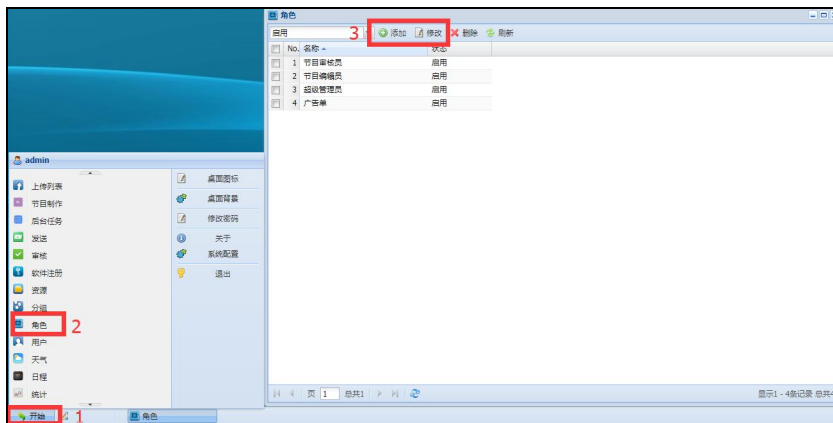 角色
启用 3 添加 修改 删除 刷新
No. 名称 状态
1 节目审核员 启用
2 节目编辑员 启用
3 超级管理员 启用
4 广告单 启用
admin
上传列表 桌面图标
节目制作 桌面背景
后台任务 修改密码
发送 关于
审核 系统配置
软件注册 退出
资源
分组
角色 2
用户
天气
日程
统计
页 1 总共1 显示1 - 4条记录 总共4
开始 1 角色